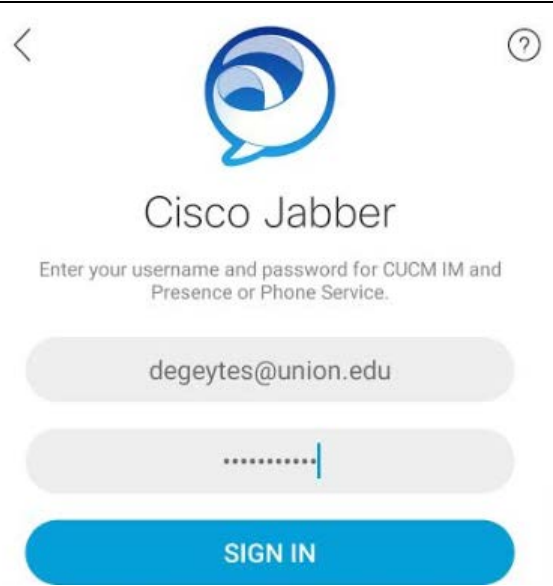 Cisco Jabber
Enter your username and password for CUCM IM and
Presence or Phone Service.
degeytes@union.edu
•••••••••••
SIGN IN